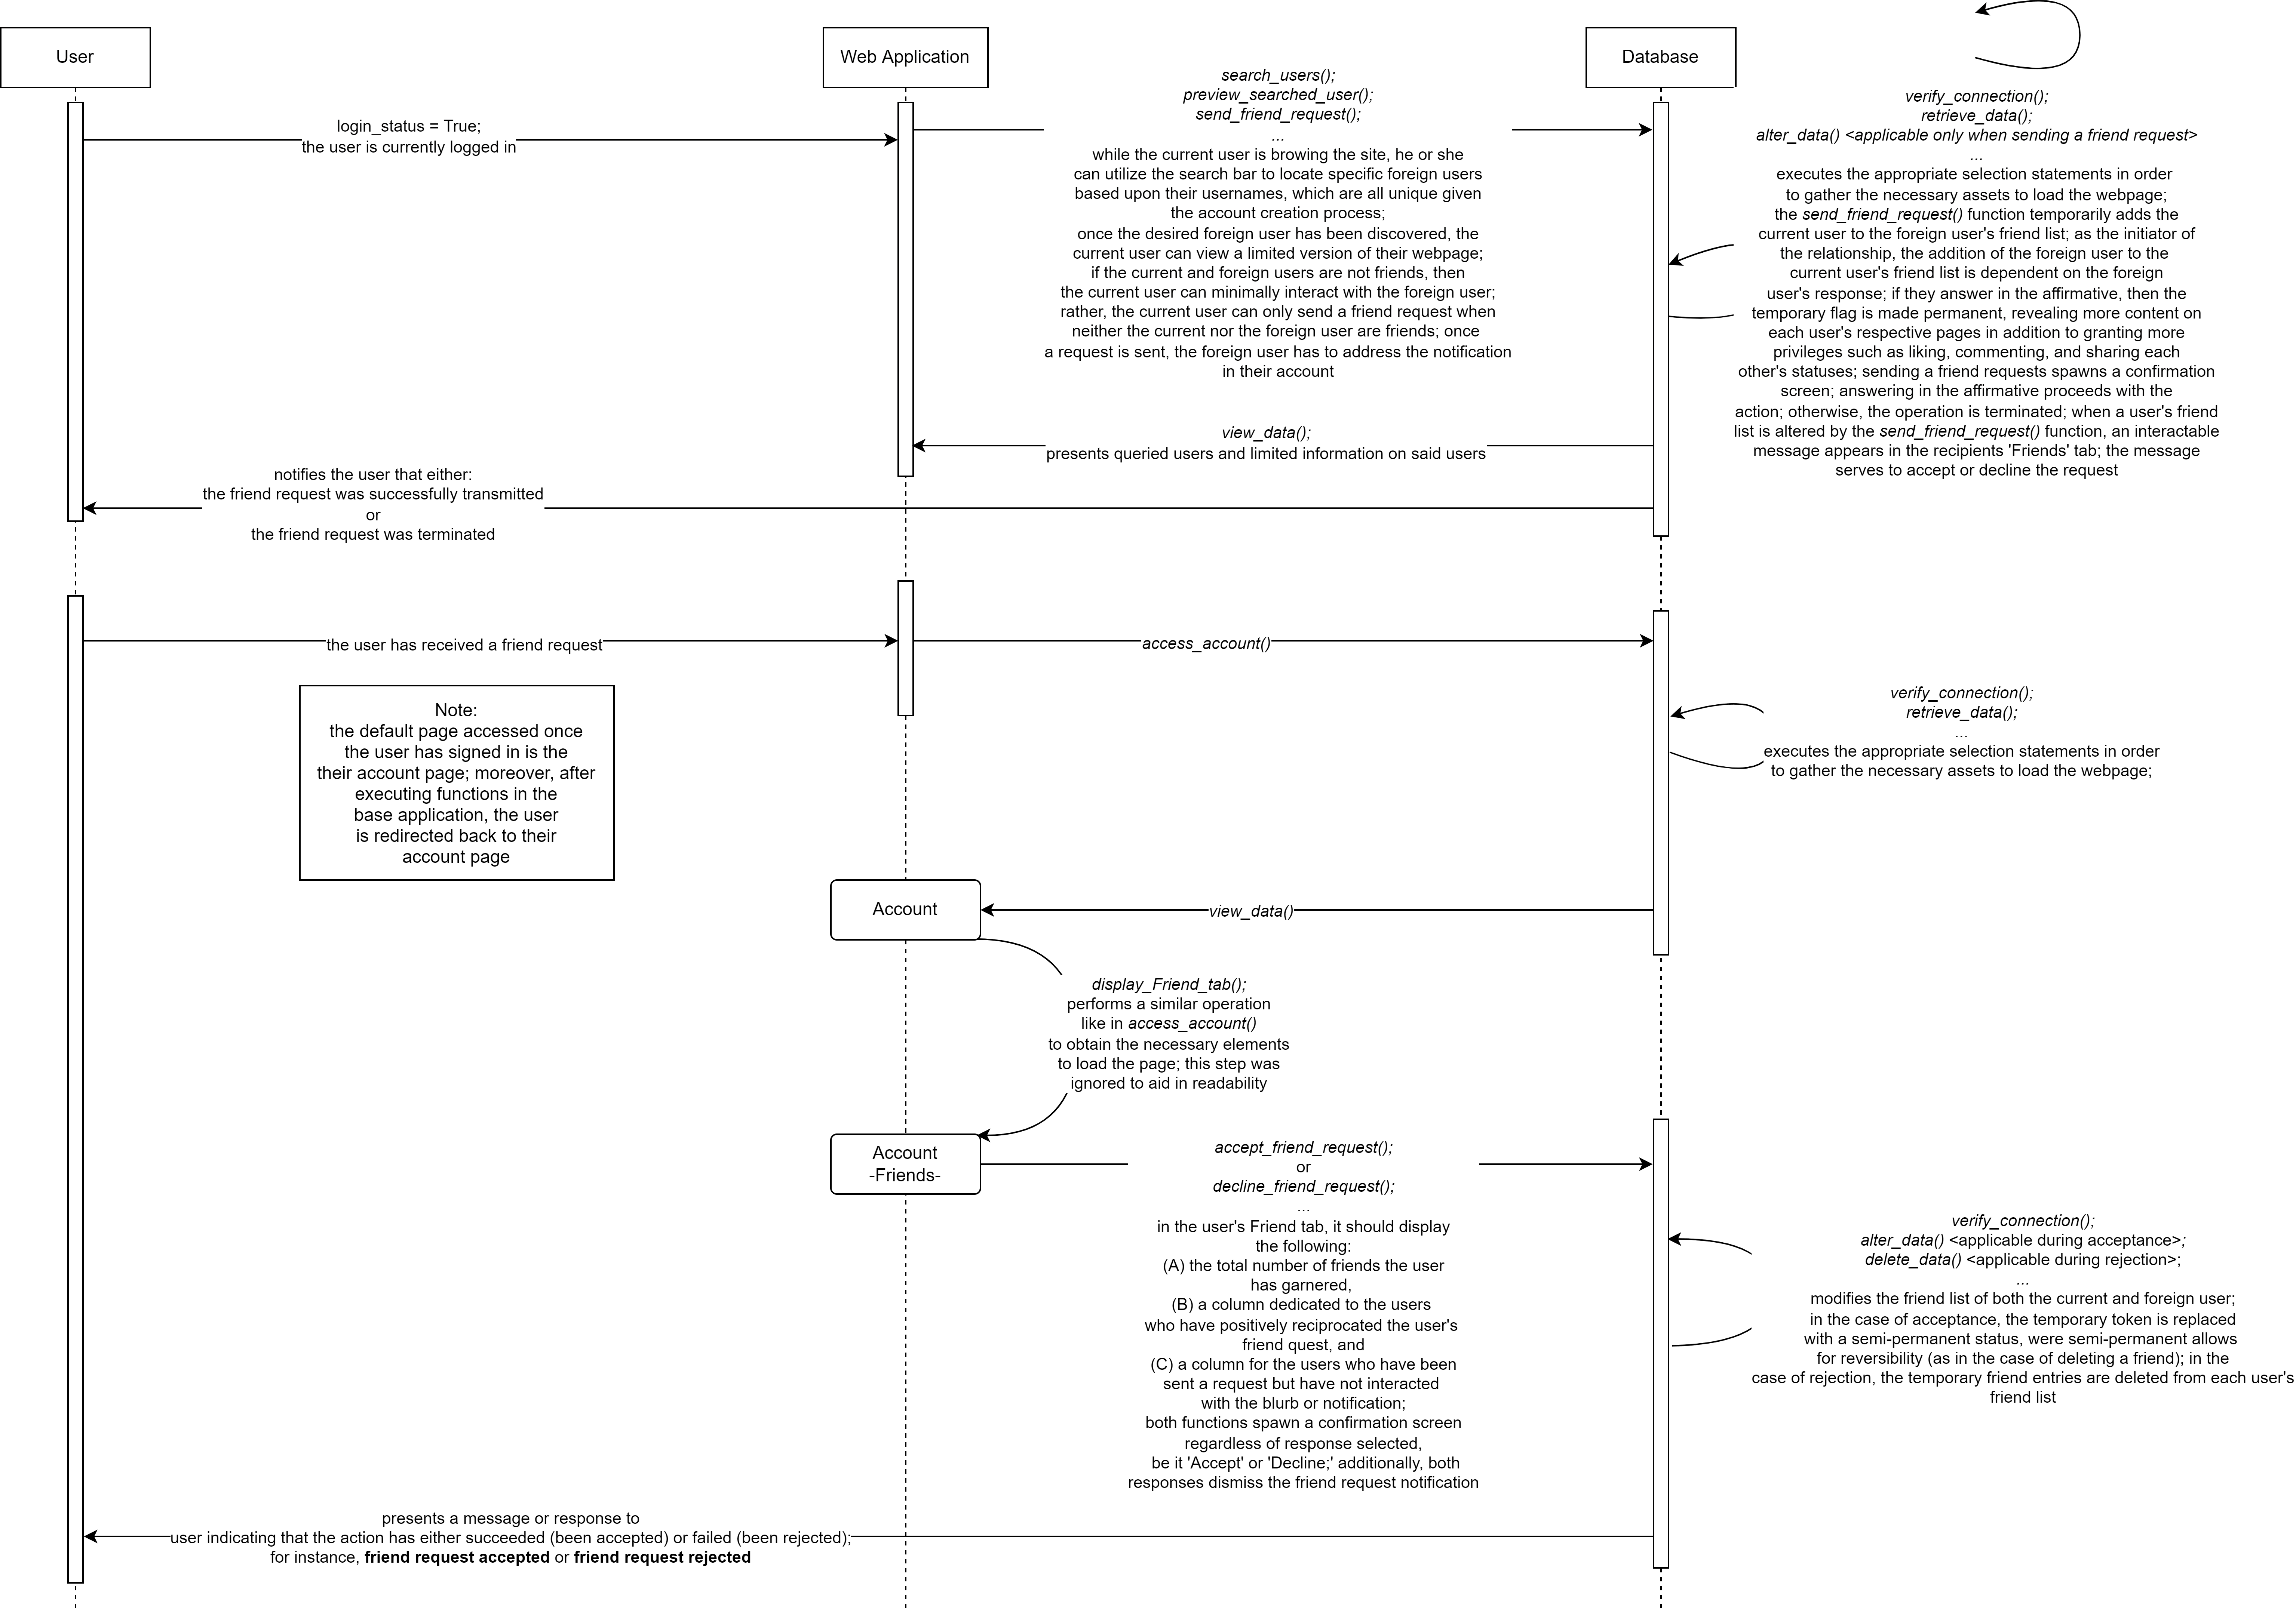 User
Web Application
Database
login_status = True;
the user is currently logged in
search_users();
preview_searched_user();
send_friend_request();
...
while the current user is browing the site, he or she
can utilize the search bar to locate specific foreign users
based upon their usernames, which are all unique given
the account creation process;
once the desired foreign user has been discovered, the
current user can view a limited version of their webpage;
if the current and foreign users are not friends, then
the current user can minimally interact with the foreign user;
rather, the current user can only send a friend request when
neither the current nor the foreign user are friends; once
a request is sent, the foreign user has to address the notification
in their account
verify_connection();
retrieve_data();
alter_data() <applicable only when sending a friend request>
...
executes the appropriate selection statements in order
to gather the necessary assets to load the webpage;
the send_friend_request() function temporarily adds the
current user to the foreign user's friend list; as the initiator of
the relationship, the addition of the foreign user to the
current user's friend list is dependent on the foreign
user's response; if they answer in the affirmative, then the
temporary flag is made permanent, revealing more content on
each user's respective pages in addition to granting more
privileges such as liking, commenting, and sharing each
other's statuses; sending a friend requests spawns a confirmation
screen; answering in the affirmative proceeds with the
action; otherwise, the operation is terminated; when a user's friend
list is altered by the send_friend_request() function, an interactable
message appears in the recipients 'Friends' tab; the message
serves to accept or decline the request
view_data();
presents queried users and limited information on said users
notifies the user that either:
the friend request was successfully transmitted
or
the friend request was terminated
the user has received a friend request
access_account()
Note:
the default page accessed once
the user has signed in is the
their account page; moreover, after
executing functions in the
base application, the user
is redirected back to their
account page
verify_connection();
retrieve_data();
...
executes the appropriate selection statements in order
to gather the necessary assets to load the webpage;
Account
view_data()
display_Friend_tab();
performs a similar operation
like in access_account()
to obtain the necessary elements
to load the page; this step was
ignored to aid in readability
Account
-Friends-
accept_friend_request();
or
decline_friend_request();
...
in the user's Friend tab, it should display
the following:
(A) the total number of friends the user
has garnered,
(B) a column dedicated to the users
who have positively reciprocated the user's
friend quest, and
(C) a column for the users who have been
sent a request but have not interacted
with the blurb or notification;
both functions spawn a confirmation screen
regardless of response selected,
be it 'Accept' or 'Decline;' additionally, both
responses dismiss the friend request notification
verify_connection();
alter_data() <applicable during acceptance>;
delete_data() <applicable during rejection>;
...
modifies the friend list of both the current and foreign user;
in the case of acceptance, the temporary token is replaced
with a semi-permanent status, were semi-permanent allows
for reversibility (as in the case of deleting a friend); in the
case of rejection, the temporary friend entries are deleted from each user's
friend list
presents a message or response to
user indicating that the action has either succeeded (been accepted) or failed (been rejected);
for instance, friend request accepted or friend request rejected